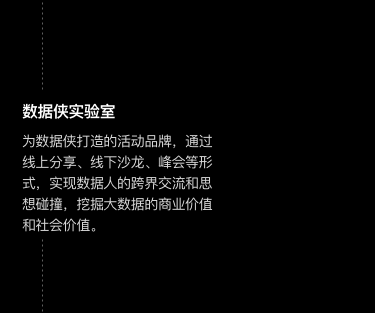 数据侠实验室
为数据侠打造的活动品牌，通过
线上分享、线下沙龙、峰会等形
式，实现数据人的跨界交流和思
想碰撞，挖掘大数据的商业价值
和社会价值。